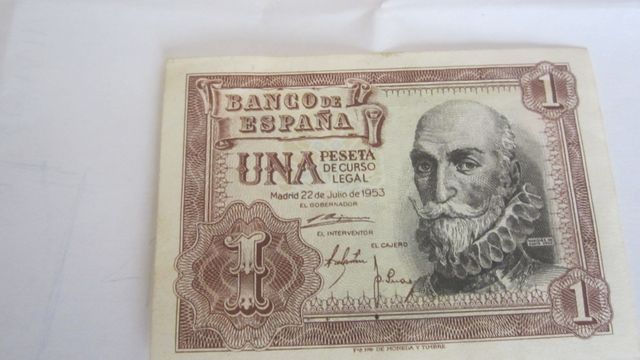 BANCO DE
ESPAÑA
1
UNA PESETA
DE CURSO
LEGAL
Madrid 22 de Julio de 1953
EL GOBERNADOR
EL INTERVENTOR
EL CAJERO
1
1